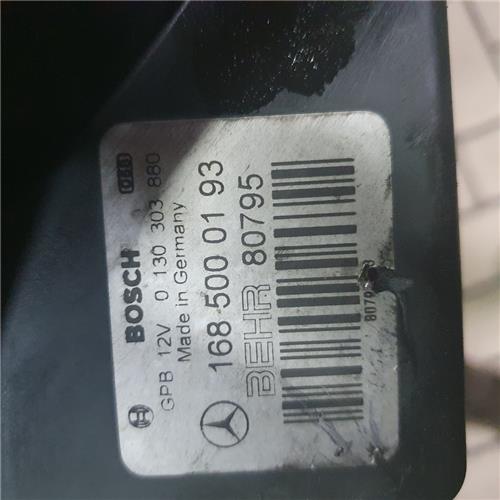 BOSCH
GPB 12V 0 130 303 880
Made in Germany
168 500 01 93
BEHR 80795